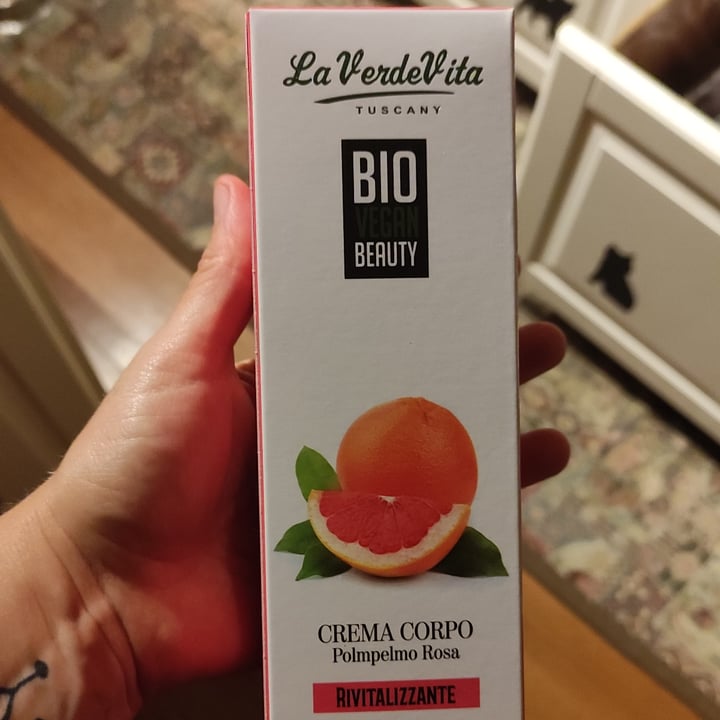 La VerdeVita
TUSCANY
BIO
VEGAN
BEAUTY
CREMA CORPO
Polmpelmo Rosa
RIVITALIZZANTE